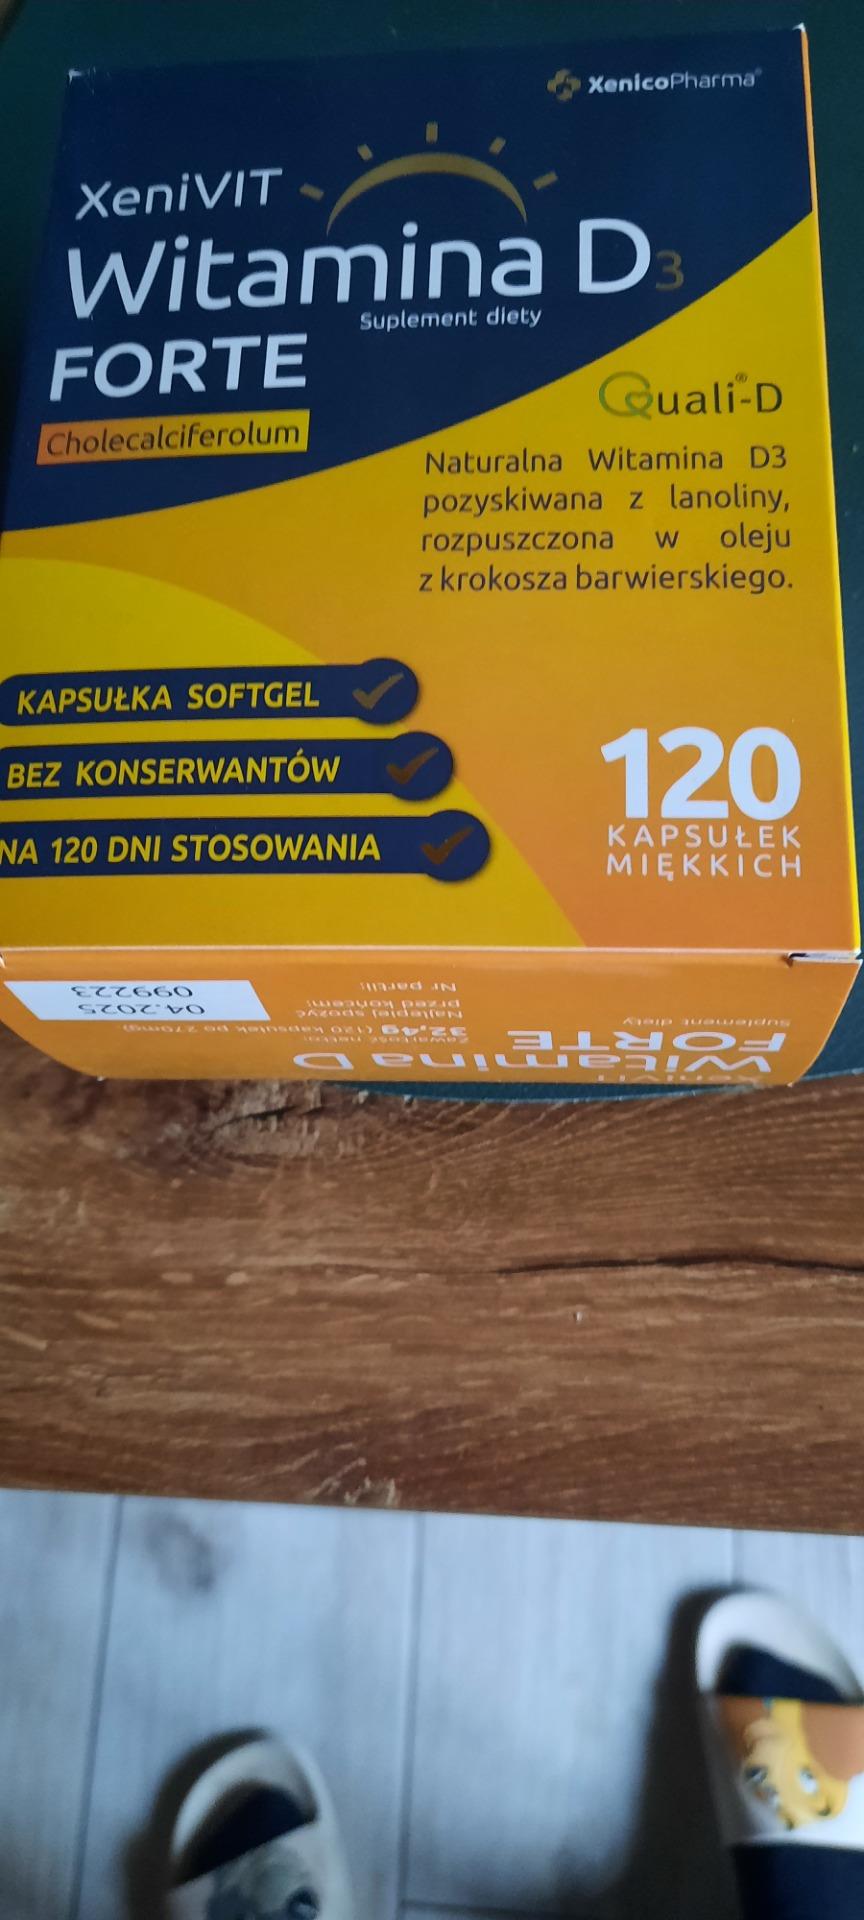 XenicoPharma®
XeniVIT
Witamina D3
Suplement diety
FORTE
Cholecalciferolum
Quali®-D
Naturalna Witamina D3
pozyskiwana z lanoliny,
rozpuszczona w oleju
z krokosza barwierskiego.
KAPSUŁKA SOFTGEL
BEZ KONSERWANTÓW
NA 120 DNI STOSOWANIA
120
KAPSUŁEK
MIĘKKICH
XeniVIT
Witamina D
FORTE
Suplement diety
Zawartość netto:
32,4g (120 kapsułek po 270mg).
Najlepiej spożyć
przed końcem:
04.2025
Nr partii:
099223